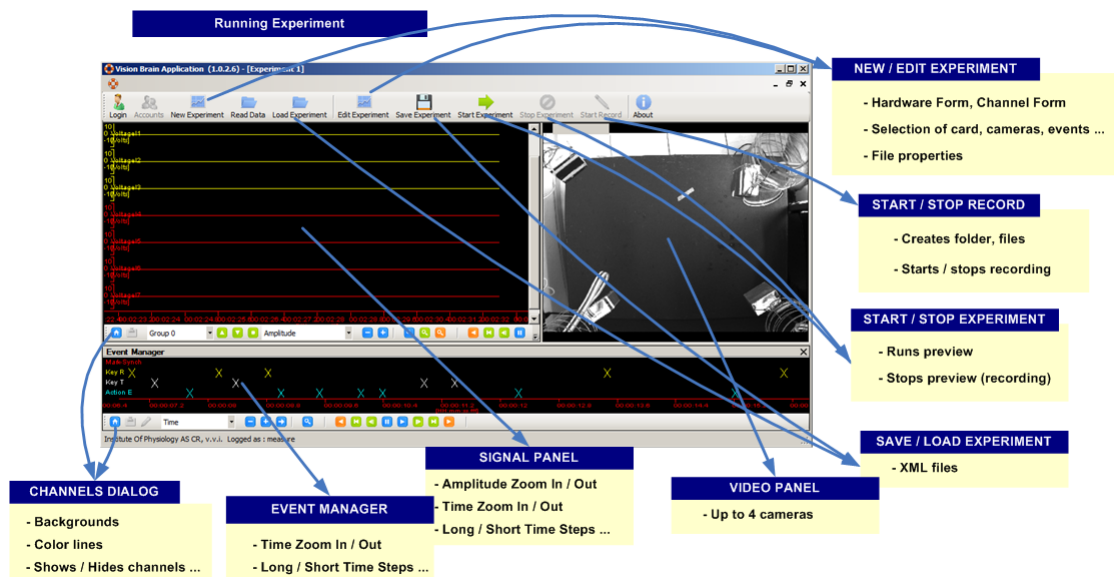 Running Experiment
Vision Brain Application (1.0.2.6) - [Experiment 1]
Login Accounts New Experiment Read Data Load Experiment Edit Experiment Save Experiment Start Experiment Stop Experiment Start Record About
NEW / EDIT EXPERIMENT
- Hardware Form, Channel Form
- Selection of card, cameras, events ...
- File properties
START / STOP RECORD
- Creates folder, files
- Starts / stops recording
START / STOP EXPERIMENT
- Runs preview
- Stops preview (recording)
SAVE / LOAD EXPERIMENT
- XML files
Group 0 Amplitude
Event Manager
Key R
Key T
Action E
Time
Institute Of Physiology AS CR, v.v.i. Logged as : measure
CHANNELS DIALOG
- Backgrounds
- Color lines
- Shows / Hides channels ...
EVENT MANAGER
- Time Zoom In / Out
- Long / Short Time Steps ...
SIGNAL PANEL
- Amplitude Zoom In / Out
- Time Zoom In / Out
- Long / Short Time Steps ...
VIDEO PANEL
- Up to 4 cameras